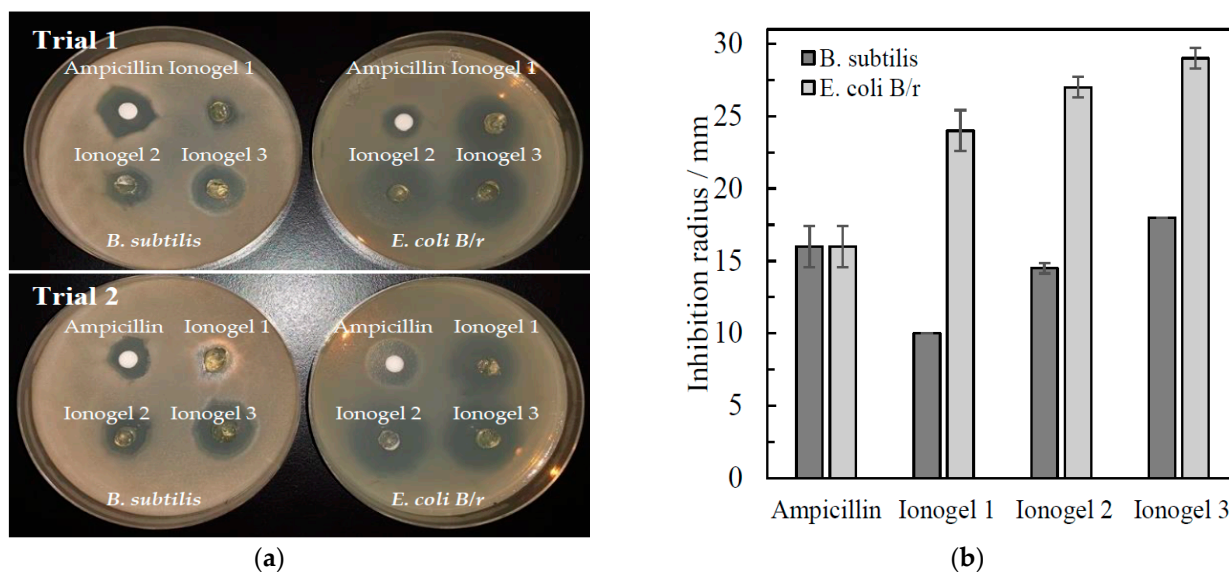 Trial 1
Ampicillin Ionogel 1
Ionogel 2 Ionogel 3
B. subtilis
Ampicillin Ionogel 1
Ionogel 2 Ionogel 3
E. coli B/r
Trial 2
Ampicillin Ionogel 1
Ionogel 2 Ionogel 3
B. subtilis
Ampicillin Ionogel 1
Ionogel 2 Ionogel 3
E. coli B/r
(a)
Inhibition radius / mm
30
25
20
15
10
5
0
B. subtilis
E. coli B/r
Ampicillin Ionogel 1 Ionogel 2 Ionogel 3
(b)